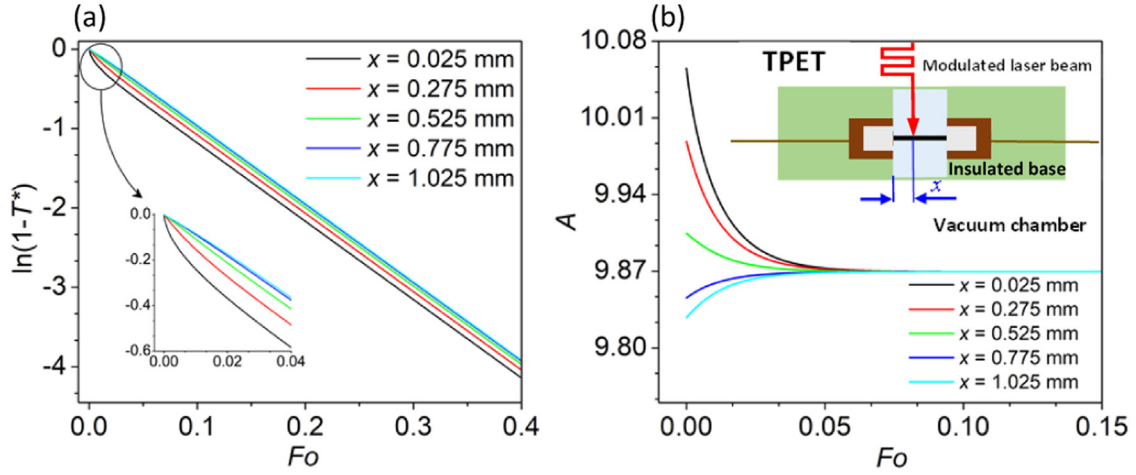 (a)
ln(1-T*)
0
-1
-2
-3
-4
x = 0.025 mm
x = 0.275 mm
x = 0.525 mm
x = 0.775 mm
x = 1.025 mm
0.0
-0.2
-0.4
-0.6
0.00 0.02 0.04
0.0 0.1 0.2 0.3 0.4
Fo
(b)
A
10.08
10.01
9.94
9.87
9.80
TPET
Modulated laser beam
Insulated base
x
Vacuum chamber
x = 0.025 mm
x = 0.275 mm
x = 0.525 mm
x = 0.775 mm
x = 1.025 mm
0.00 0.05 0.10 0.15
Fo